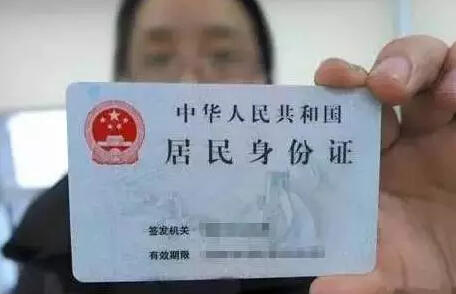 中华人民共和国
居民身份证
签发机关
有效期限